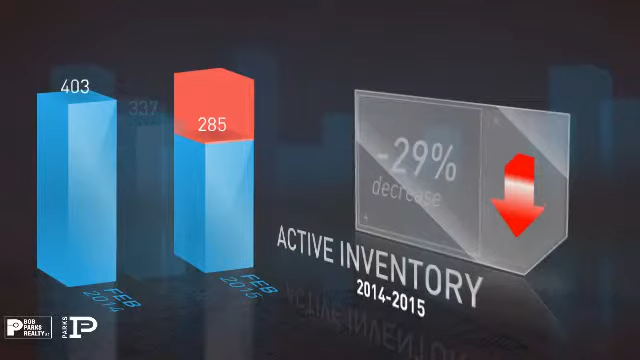 403
337
285
-29%
decrease
FEB
2014
FEB
2015
ACTIVE INVENTORY
2014-2015
BOB
PARKS
REALTY
PARKS